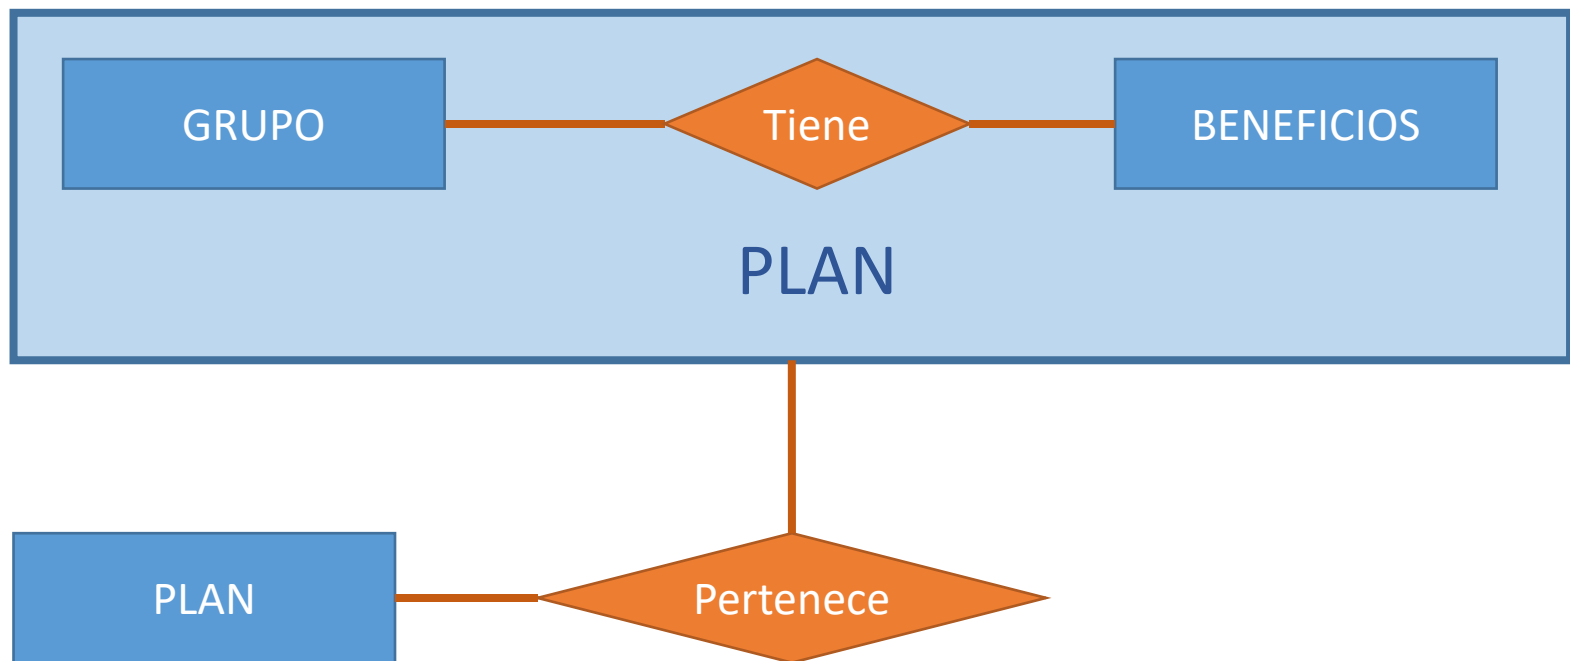 GRUPO
Tiene
BENEFICIOS
PLAN
PLAN
Pertenece